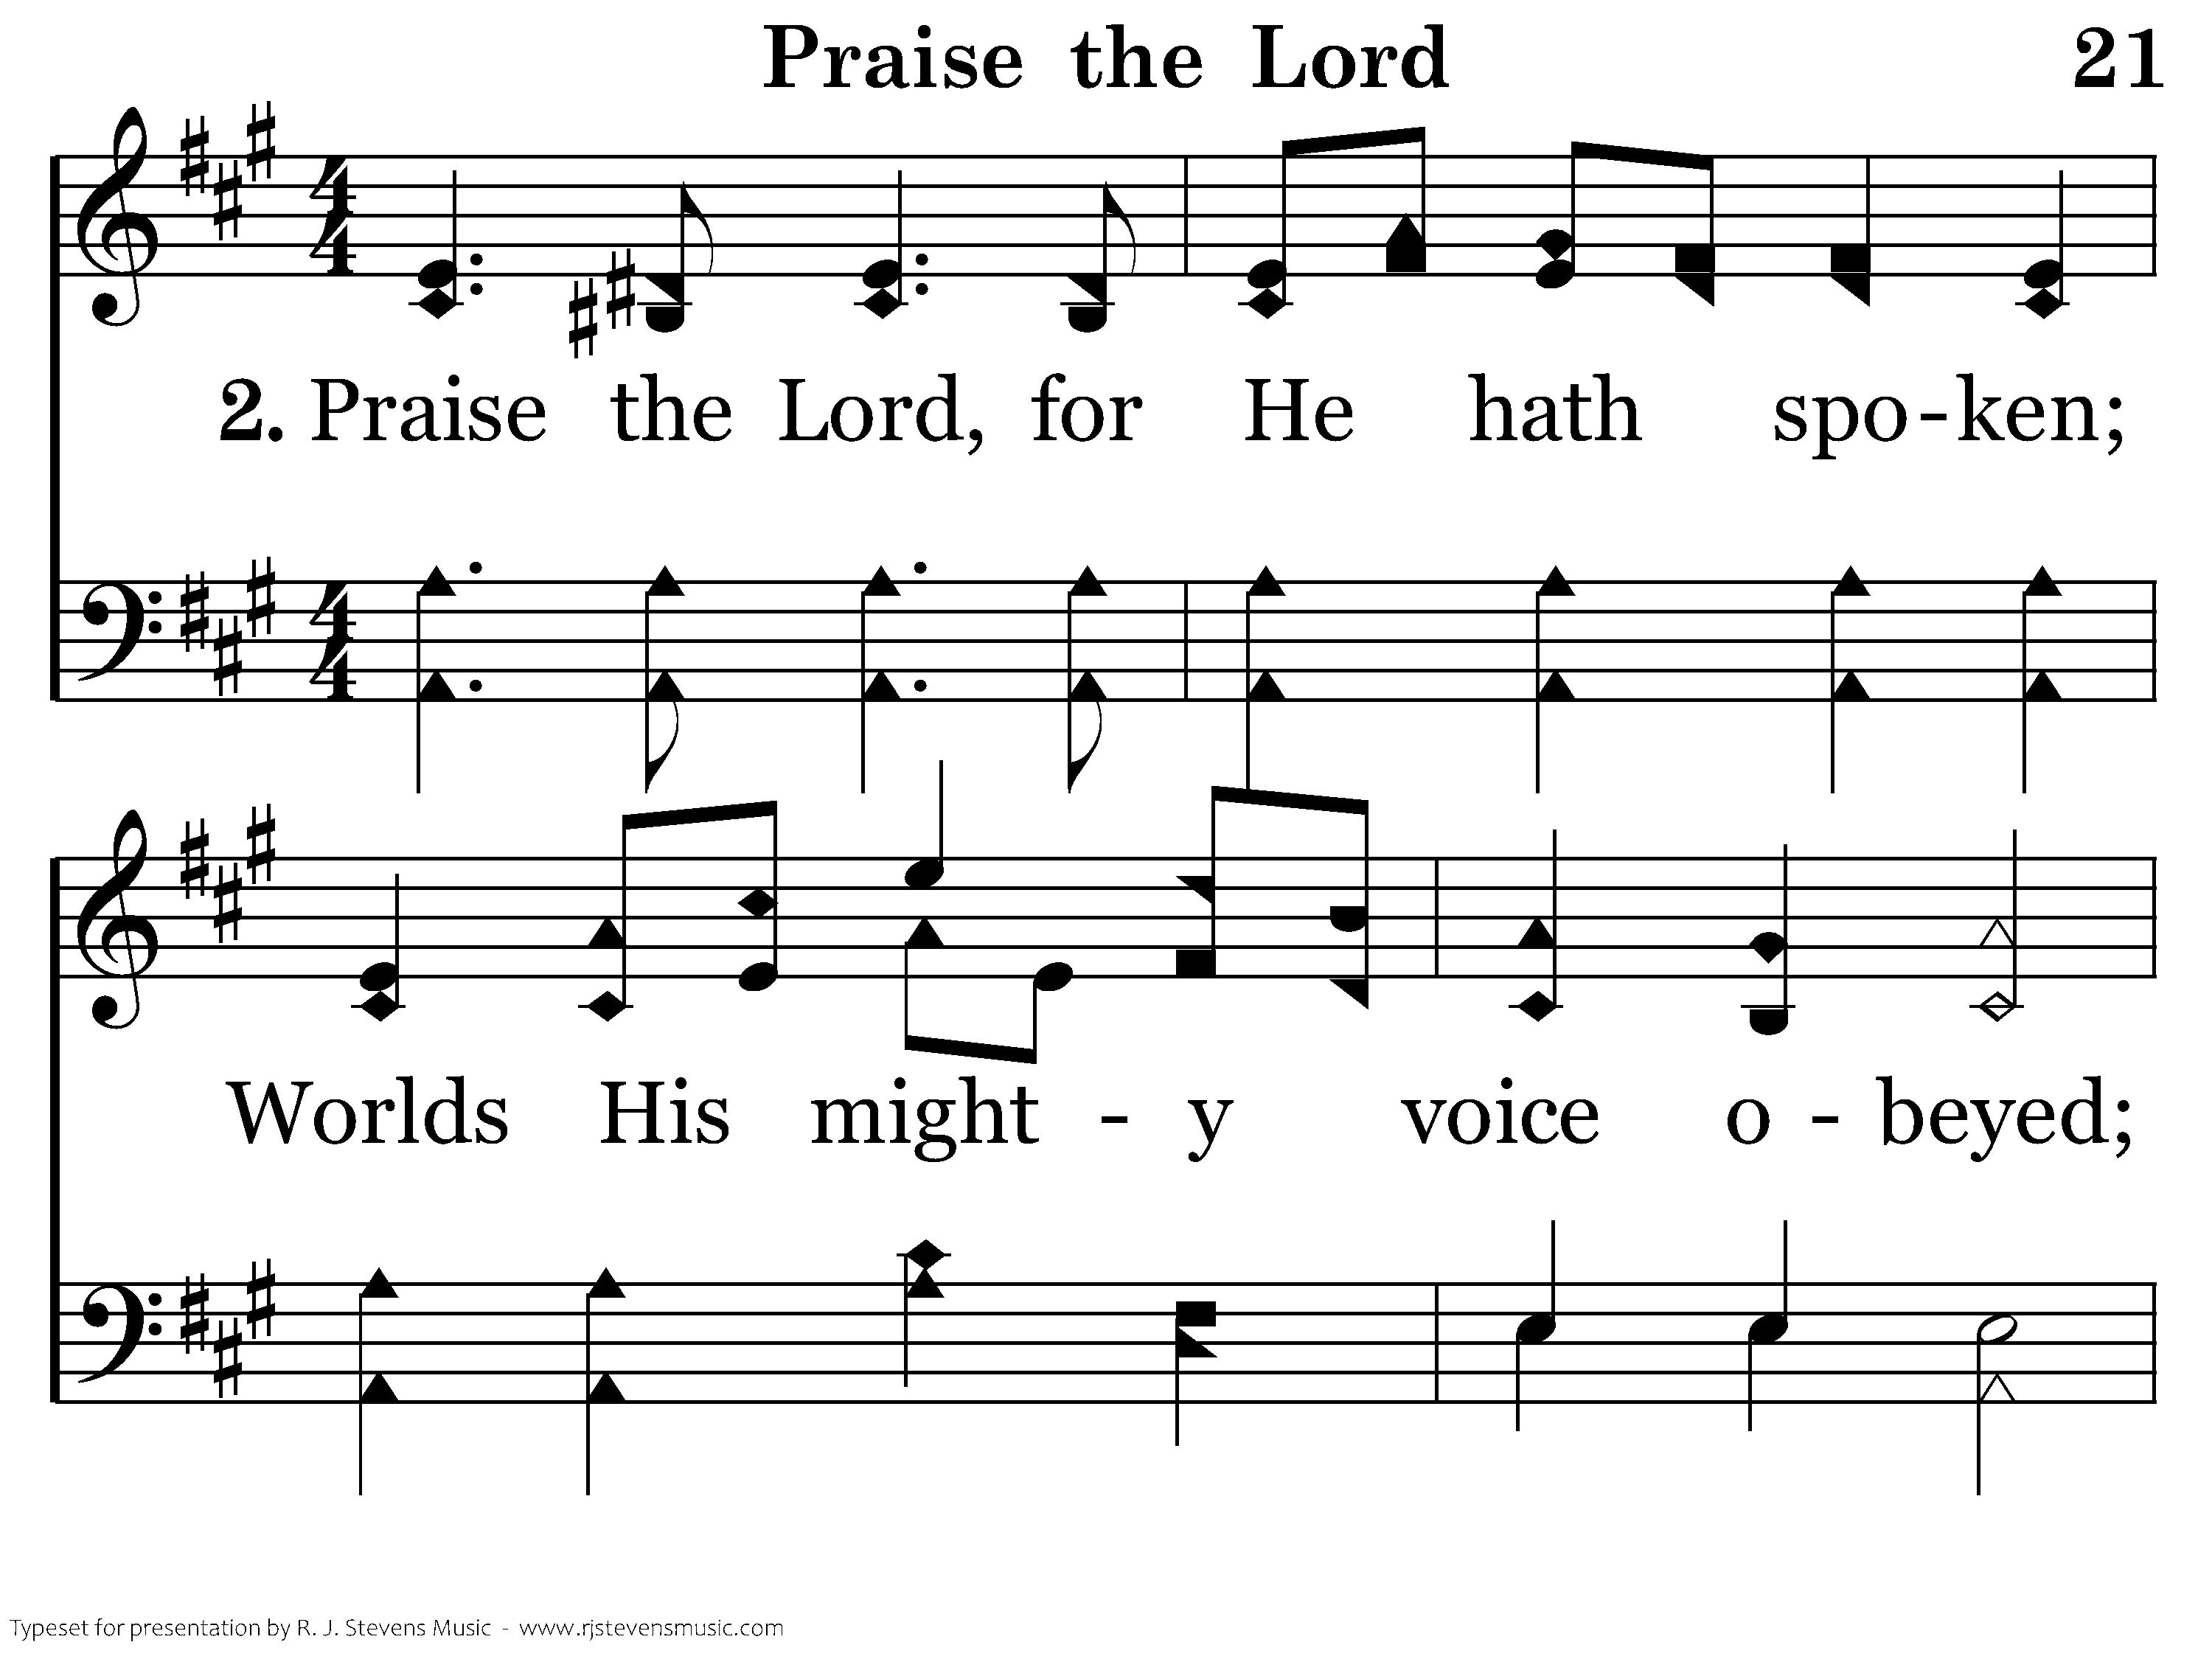 Praise the Lord 21
2. Praise the Lord, for He hath spo-ken;
Worlds His might - y voice o - beyed;
Typeset for presentation by R. J. Stevens Music - www.rjstevensmusic.com